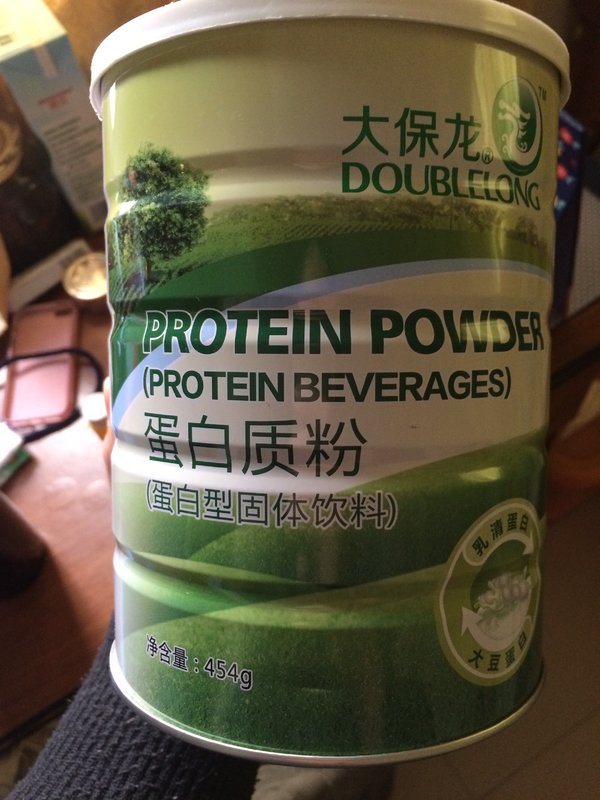 大保龙®
TM
DOUBLELONG
PROTEIN POWDER
(PROTEIN BEVERAGES)
蛋白质粉
(蛋白型固体饮料)
乳清蛋白
大豆蛋白
净含量：454g